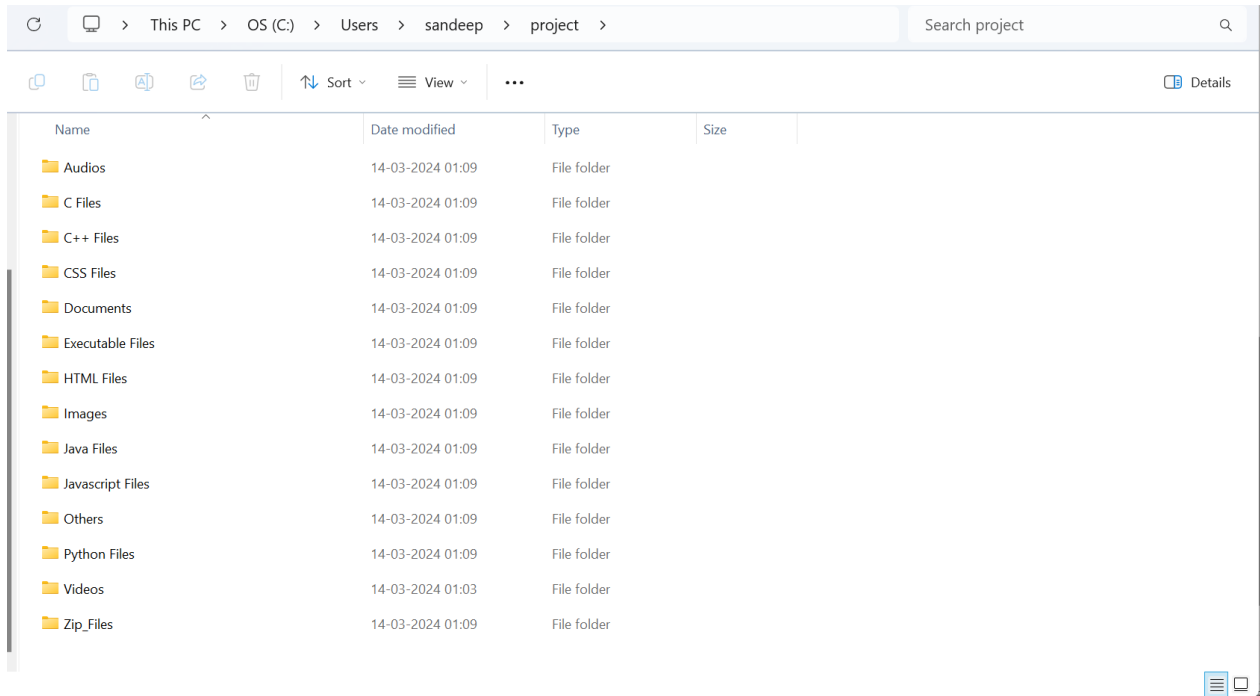 This PC > OS (C:) > Users > sandeep > project > Search project
Sort View ... Details
Name Date modified Type Size
Audios 14-03-2024 01:09 File folder
C Files 14-03-2024 01:09 File folder
C++ Files 14-03-2024 01:09 File folder
CSS Files 14-03-2024 01:09 File folder
Documents 14-03-2024 01:09 File folder
Executable Files 14-03-2024 01:09 File folder
HTML Files 14-03-2024 01:09 File folder
Images 14-03-2024 01:09 File folder
Java Files 14-03-2024 01:09 File folder
Javascript Files 14-03-2024 01:09 File folder
Others 14-03-2024 01:09 File folder
Python Files 14-03-2024 01:09 File folder
Videos 14-03-2024 01:03 File folder
Zip_Files 14-03-2024 01:09 File folder